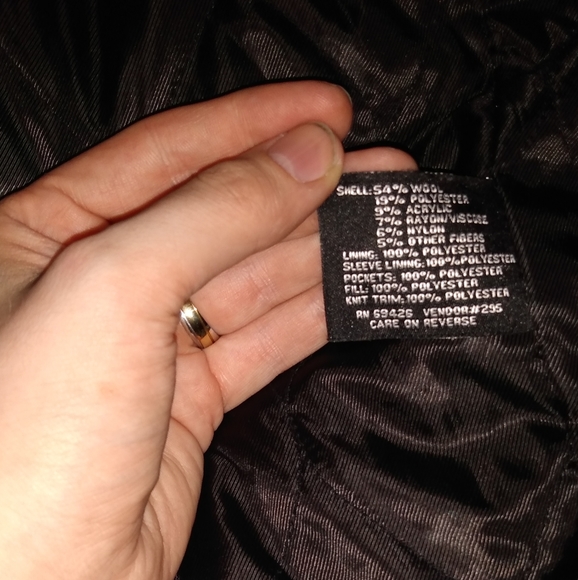 SHELL: 54% WOOL
19% POLYESTER
9% ACRYLIC
7% RAYON/VISCOSE
6% NYLON
5% OTHER FIBERS
LINING: 100% POLYESTER
SLEEVE LINING: 100% POLYESTER
POCKETS: 100% POLYESTER
FILL: 100% POLYESTER
KNIT TRIM: 100% POLYESTER
RN 69426 VENDOR#295
CARE ON REVERSE